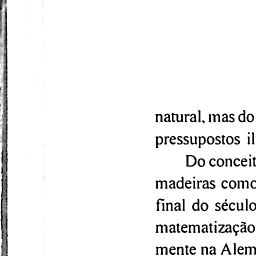 natural, mas do
pressupostos il
Do conceit
madeiras como
final do século
matematização
mente na Alem